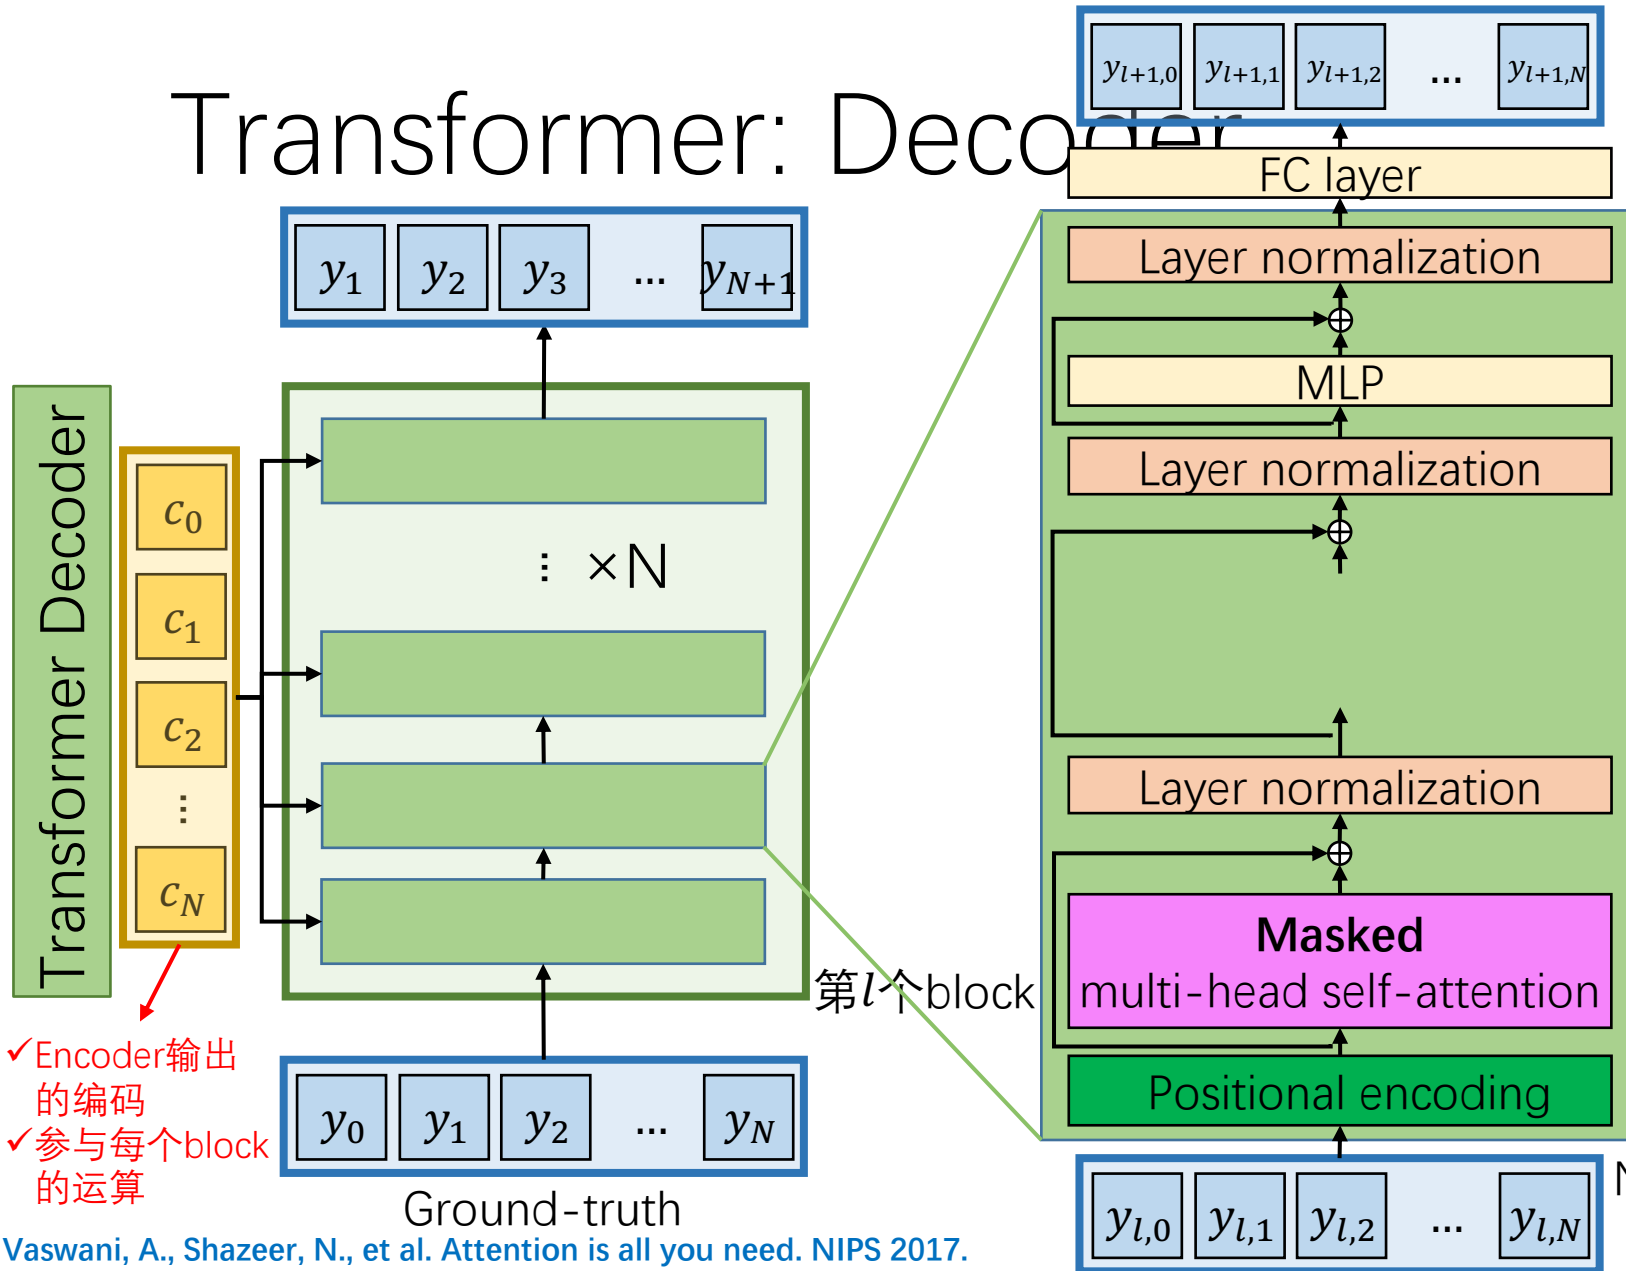 Transformer: Decoder
y_1 y_2 y_3 ... y_{N+1}
Transformer Decoder
c_0
c_1
c_2
⋮
c_N
⋮ ×N
第l个block
✓Encoder输出
的编码
✓参与每个block
的运算
y_0 y_1 y_2 ... y_N
Ground-truth
Vaswani, A., Shazeer, N., et al. Attention is all you need. NIPS 2017.
y_{l+1,0} y_{l+1,1} y_{l+1,2} ... y_{l+1,N}
FC layer
Layer normalization
MLP
Layer normalization
Layer normalization
Masked
multi-head self-attention
Positional encoding
y_{l,0} y_{l,1} y_{l,2} ... y_{l,N}